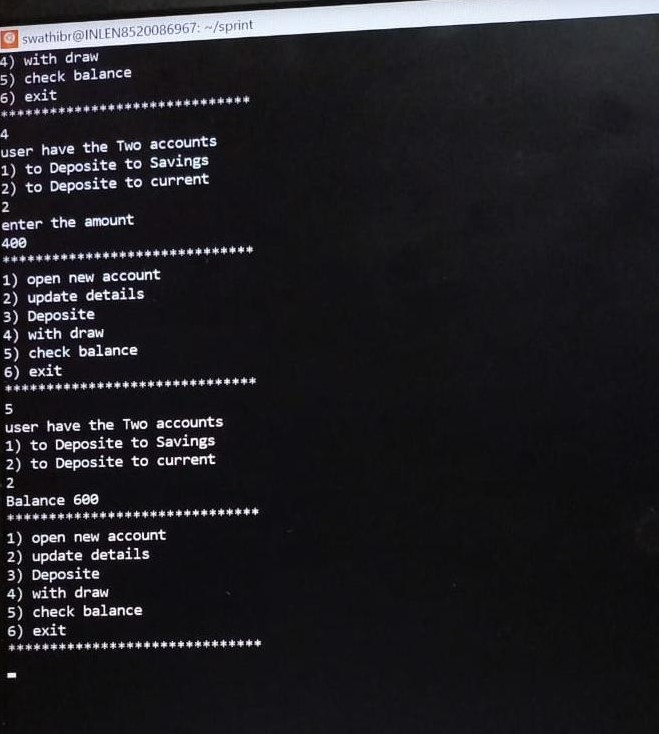 swathibr@INLEN8520086967: ~/sprint
4) with draw
5) check balance
6) exit
******************************
4
user have the Two accounts
1) to Deposite to Savings
2) to Deposite to current
2
enter the amount
400
******************************
1) open new account
2) update details
3) Deposite
4) with draw
5) check balance
6) exit
******************************
5
user have the Two accounts
1) to Deposite to Savings
2) to Deposite to current
2
Balance 600
******************************
1) open new account
2) update details
3) Deposite
4) with draw
5) check balance
6) exit
******************************